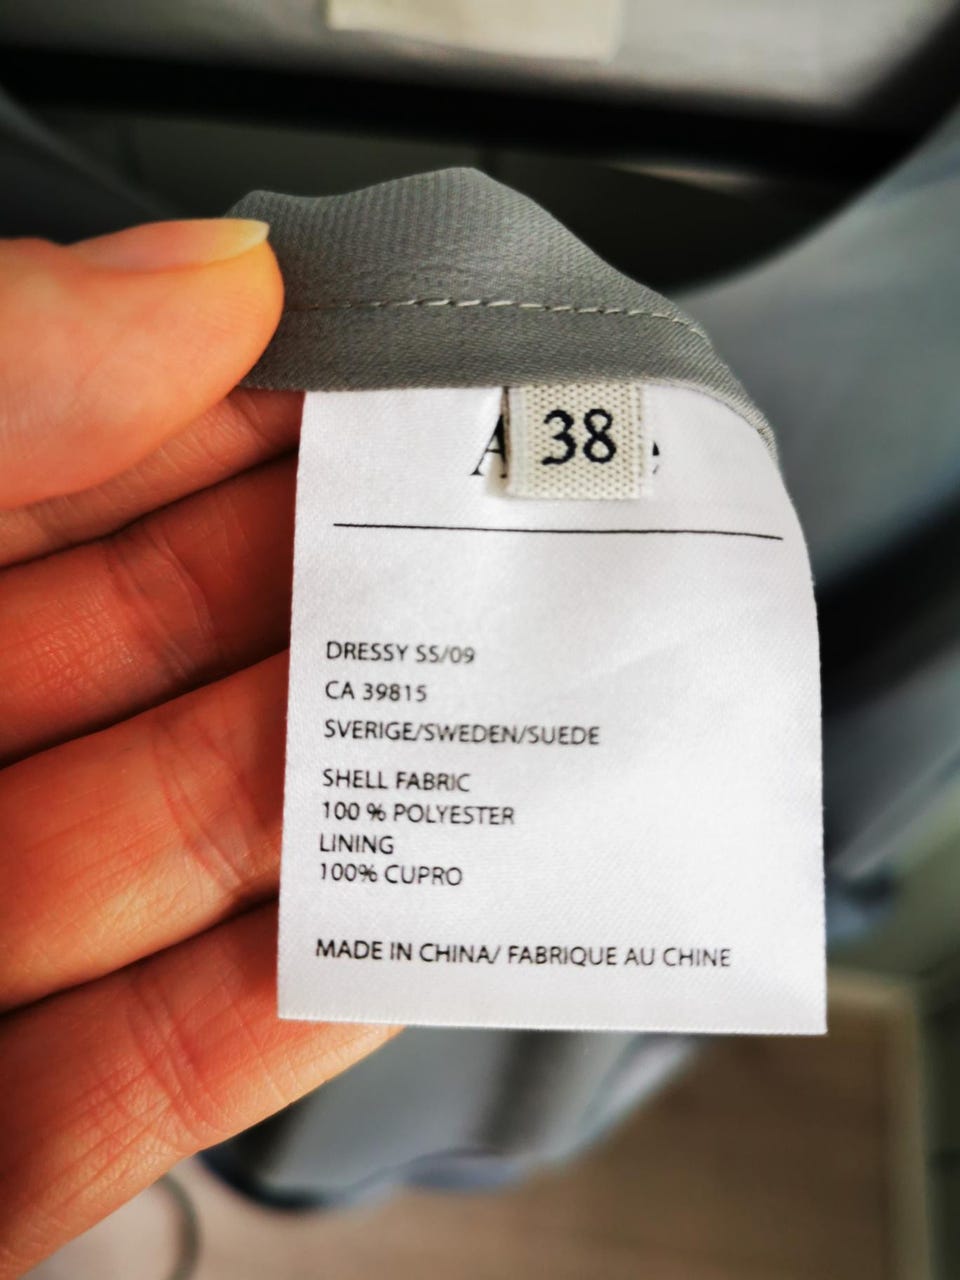 38
DRESSY SS/09
CA 39815
SVERIGE/SWEDEN/SUEDE
SHELL FABRIC
100 % POLYESTER
LINING
100% CUPRO
MADE IN CHINA/ FABRIQUE AU CHINE